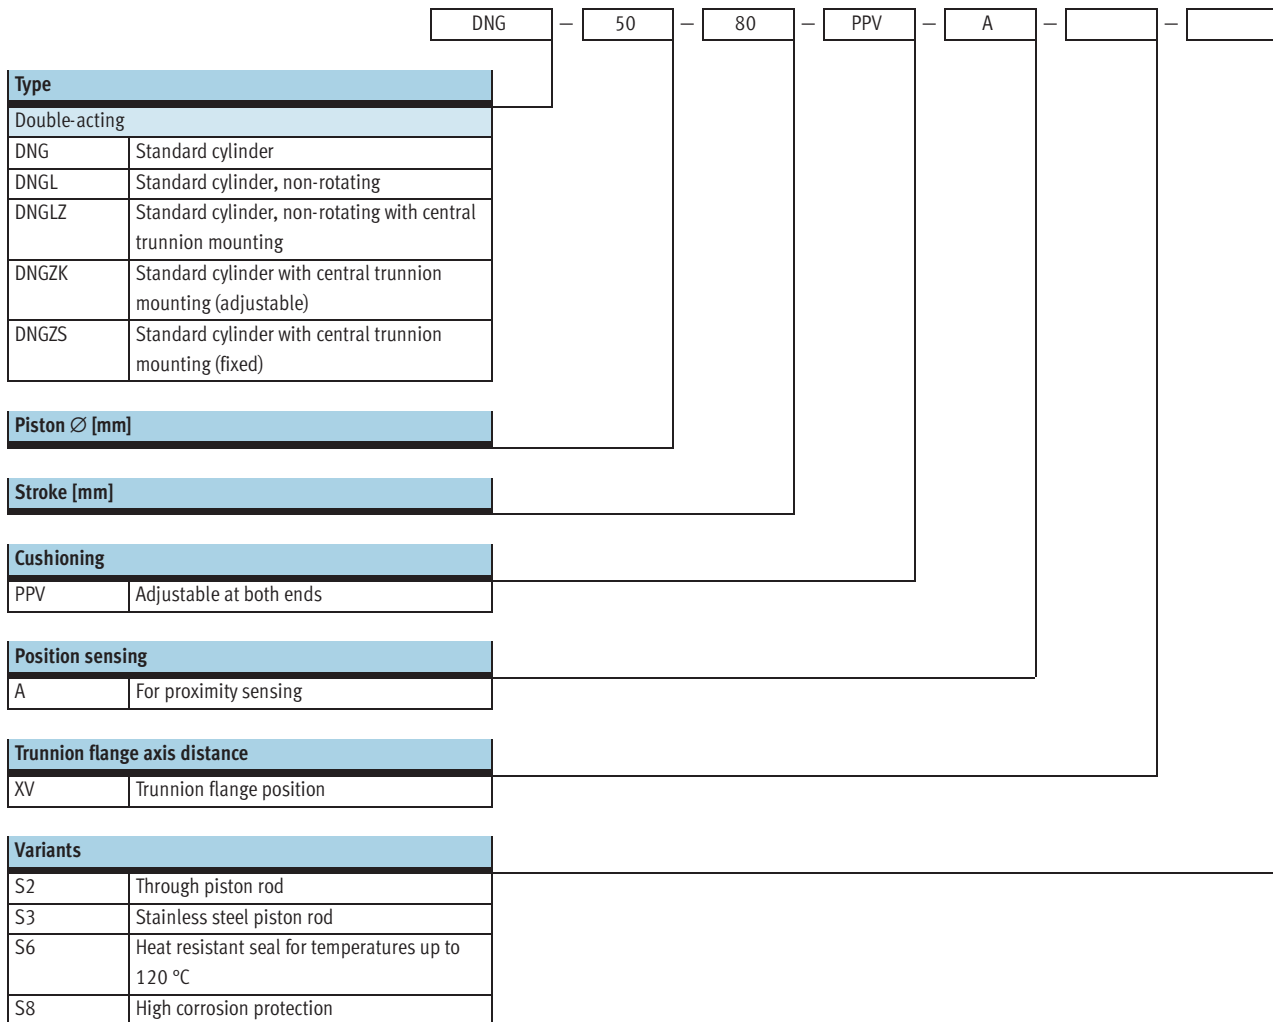 DNG — 50 — 80 — PPV — A — —
Type
Double-acting
DNG Standard cylinder
DNGL Standard cylinder, non-rotating
DNGLZ Standard cylinder, non-rotating with central
trunnion mounting
DNGZK Standard cylinder with central trunnion
mounting (adjustable)
DNGZS Standard cylinder with central trunnion
mounting (fixed)
Piston ∅ [mm]
Stroke [mm]
Cushioning
PPV Adjustable at both ends
Position sensing
A For proximity sensing
Trunnion flange axis distance
XV Trunnion flange position
Variants
S2 Through piston rod
S3 Stainless steel piston rod
S6 Heat resistant seal for temperatures up to
120 °C
S8 High corrosion protection